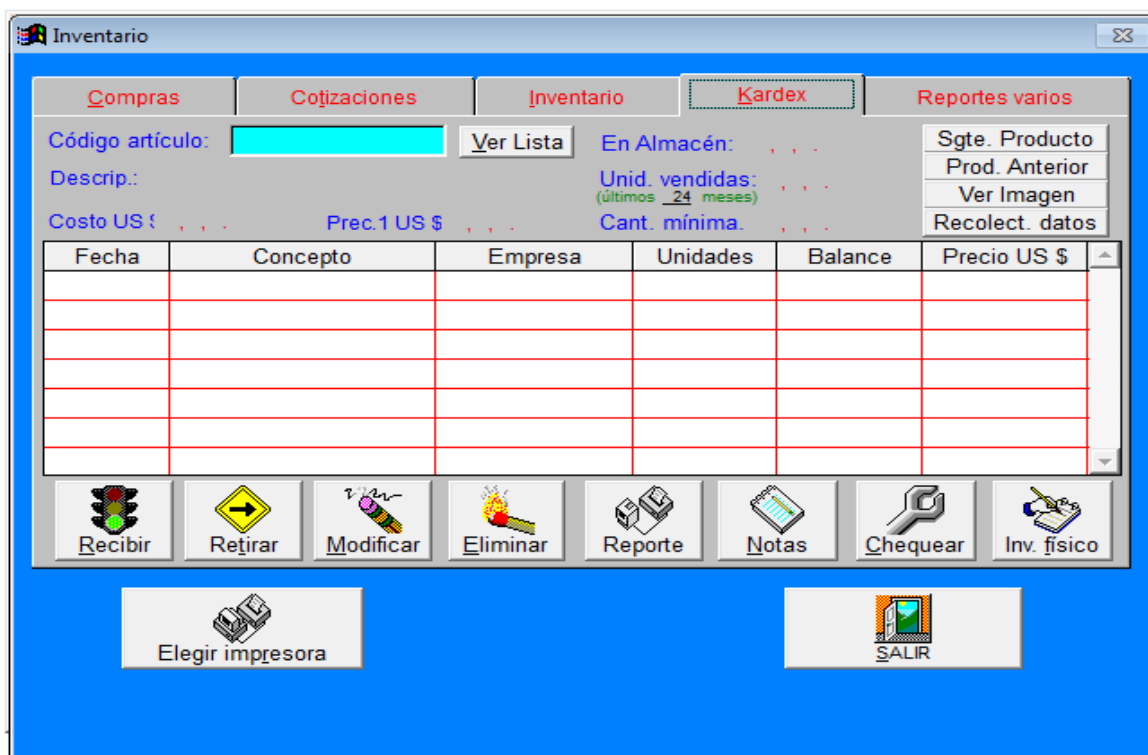 Inventario
Compras Cotizaciones Inventario Kardex Reportes varios
Código artículo: Ver Lista En Almacén: , , . Sgte. Producto
Descrip.: Unid. vendidas: , , . Prod. Anterior
(últimos 24 meses) Ver Imagen
Costo US $ , , . Prec.1 US $ , , . Cant. mínima. , , . Recolect. datos
Fecha Concepto Empresa Unidades Balance Precio US $
Recibir Retirar Modificar Eliminar Reporte Notas Chequear Inv. físico
Elegir impresora SALIR